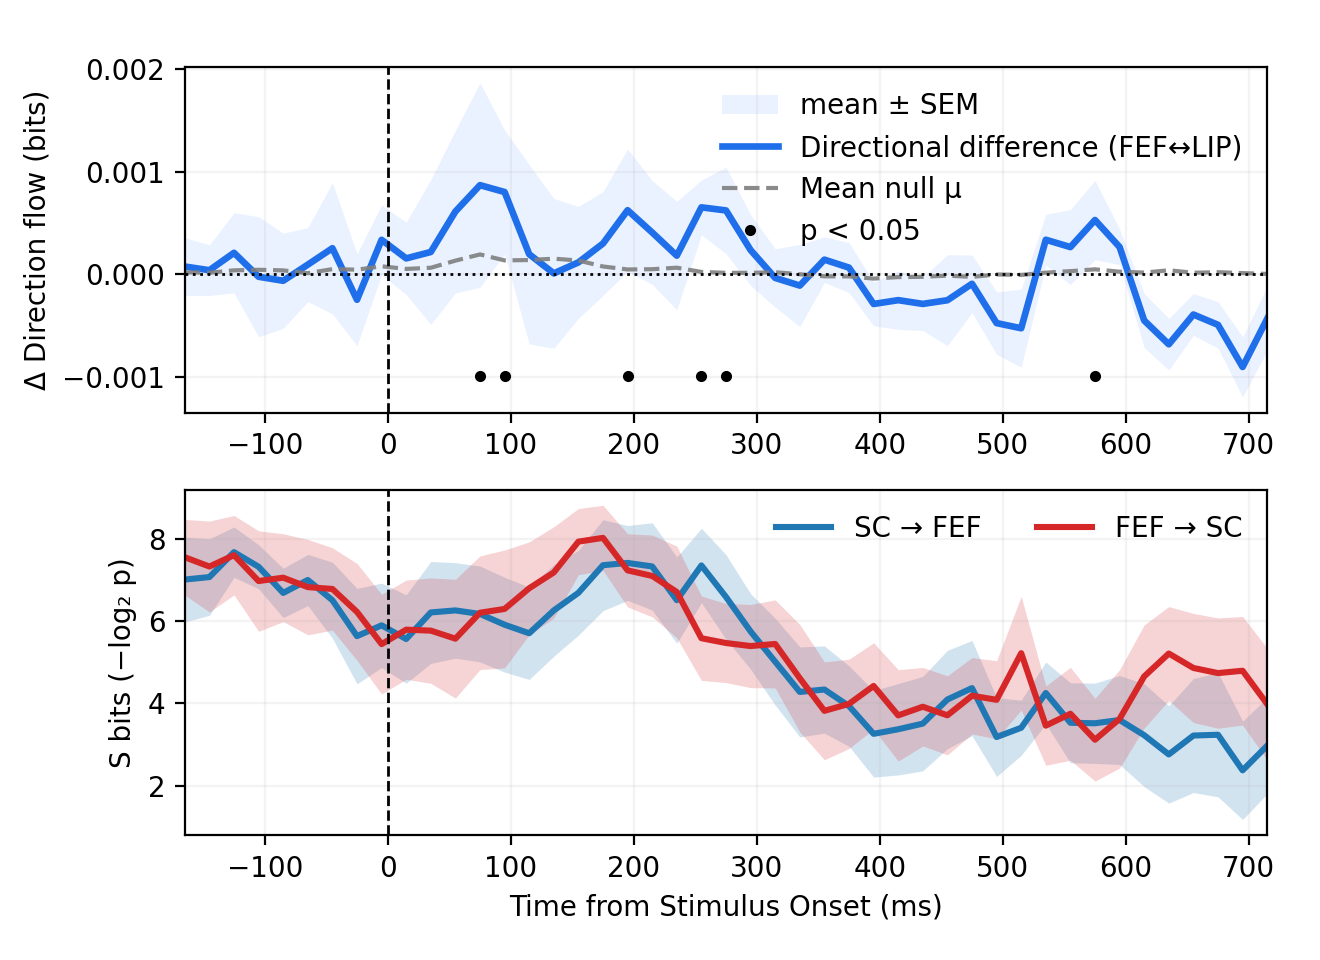 Δ Direction flow (bits)
0.002
0.001
0.000
−0.001
mean ± SEM
Directional difference (FEF↔LIP)
Mean null μ
p < 0.05
−100 0 100 200 300 400 500 600 700
S bits (−log₂ p)
8
6
4
2
SC → FEF FEF → SC
−100 0 100 200 300 400 500 600 700
Time from Stimulus Onset (ms)